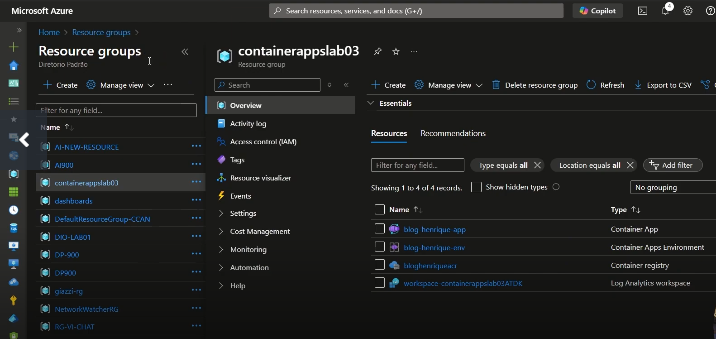 Microsoft Azure
Search resources, services, and docs (G+/)
Copilot
4
Home > Resource groups >
Resource groups
Diretório Padrão
Create
Manage view
Filter for any field...
Name
AI-NEW-RESOURCE
AI900
containerappslab03
dashboards
DefaultResourceGroup-CCAN
DIO-LAB01
DP-900
DP900
NetworkWatcherRG
RG-VI-CHAT
containerappslab03
Resource group
Search
Overview
Activity log
Access control (IAM)
Tags
Resource visualizer
Events
Settings
Cost Management
Monitoring
Automation
Help
Create
Manage view
Delete resource group
Refresh
Export to CSV
Essentials
Resources
Recommendations
Filter for any field...
Type equals all
Location equals all
Add filter
Showing 1 to 4 of 4 records.
Show hidden types
No grouping
Name
Type
blog-henrique-app
Container App
blog-henrique-env
Container Apps Environment
bloghenriqueacr
Container registry
Log Analytics workspace